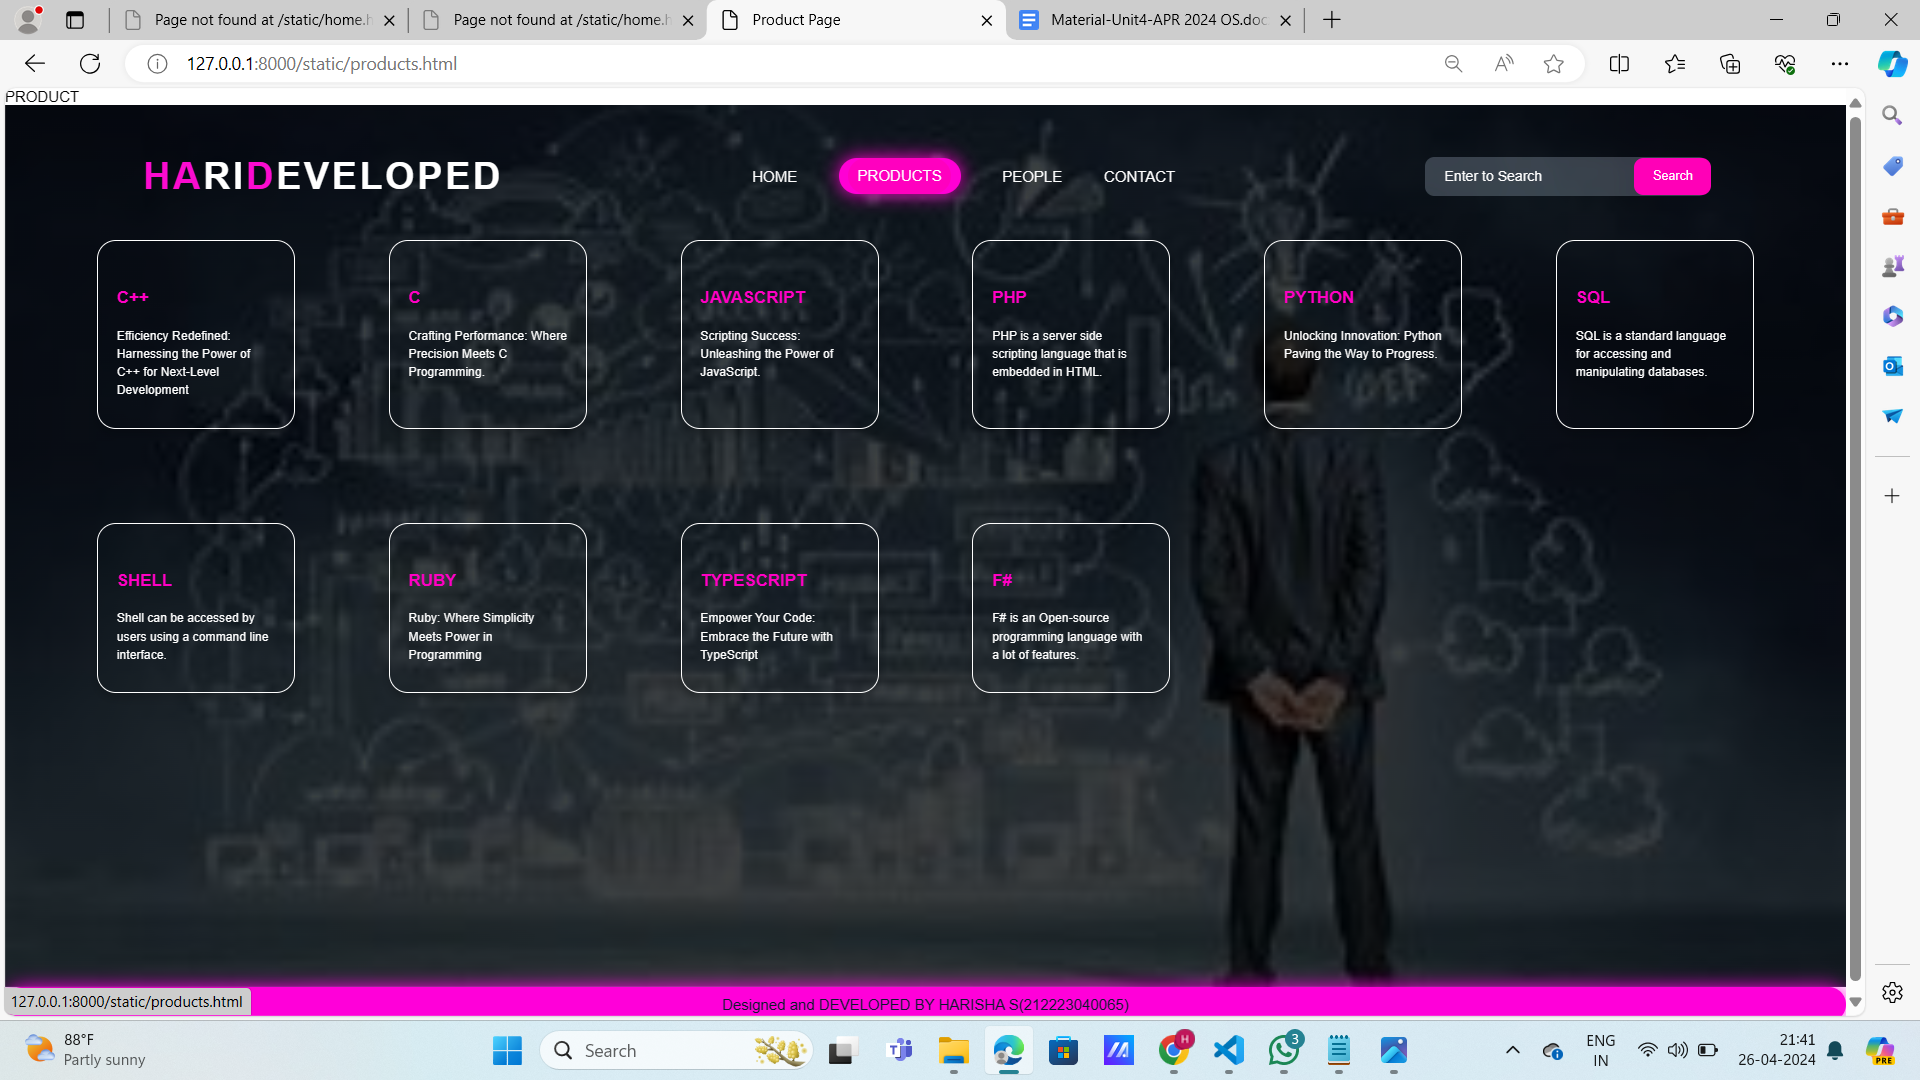 Page not found at /static/home.h
Page not found at /static/home.h
Product Page
Material-Unit4-APR 2024 OS.doc
127.0.0.1:8000/static/products.html
PRODUCT
HARIDEVELOPED
HOME
PRODUCTS
PEOPLE
CONTACT
Enter to Search
Search
C++
Efficiency Redefined:
Harnessing the Power of
C++ for Next-Level
Development
C
Crafting Performance: Where
Precision Meets C
Programming.
JAVASCRIPT
Scripting Success:
Unleashing the Power of
JavaScript.
PHP
PHP is a server side
scripting language that is
embedded in HTML.
PYTHON
Unlocking Innovation: Python
Paving the Way to Progress.
SQL
SQL is a standard language
for accessing and
manipulating databases.
SHELL
Shell can be accessed by
users using a command line
interface.
RUBY
Ruby: Where Simplicity
Meets Power in
Programming
TYPESCRIPT
Empower Your Code:
Embrace the Future with
TypeScript
F#
F# is an Open-source
programming language with
a lot of features.
127.0.0.1:8000/static/products.html
Designed and DEVELOPED BY HARISHA S(212223040065)
88°F
Partly sunny
Search
H
3
ENG
IN
21:41
26-04-2024
PRE